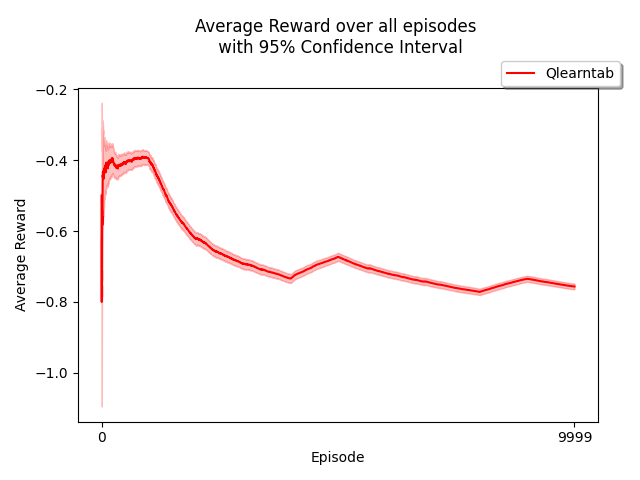 Average Reward over all episodes
with 95% Confidence Interval
Qlearntab
−0.2
−0.4
−0.6
−0.8
−1.0
Average Reward
0
9999
Episode